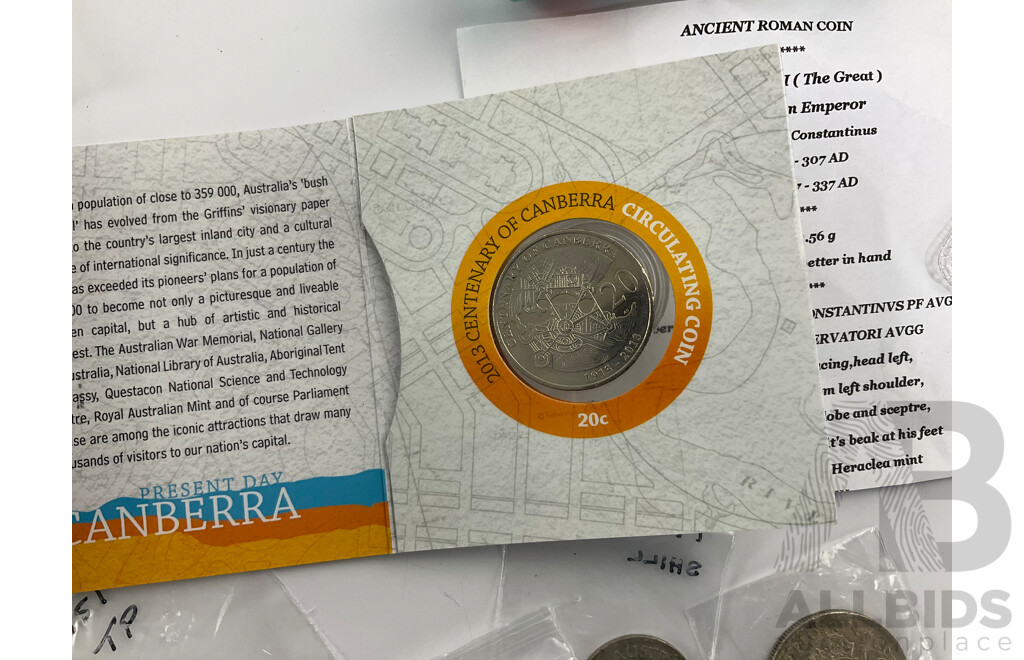 ANCIENT ROMAN COIN
****
I ( The Great )
n Emperor
Constantinus
- 307 AD
- 337 AD
***
.56 g
etter in hand
***
ONSTANTINVS PF AVG
ERVATORI AVGG
cing,head left,
m left shoulder,
lobe and sceptre,
t's beak at his feet
Heraclea mint
population of close to 359 000, Australia's 'bush
l' has evolved from the Griffins' visionary paper
o the country's largest inland city and a cultural
e of international significance. In just a century the
as exceeded its pioneers' plans for a population of
00 to become not only a picturesque and liveable
en capital, but a hub of artistic and historical
est. The Australian War Memorial, National Gallery
ustralia, National Library of Australia, Aboriginal Tent
assy, Questacon National Science and Technology
tre, Royal Australian Mint and of course Parliament
se are among the iconic attractions that draw many
usands of visitors to our nation's capital.
PRESENT DAY
CANBERRA
2013 CENTENARY OF CANBERRA CIRCULATING COIN
20c
CENTENARY OF CANBERRA
20
1913 - 2013
ver
RIV
SHILL
ALLBIDS
place